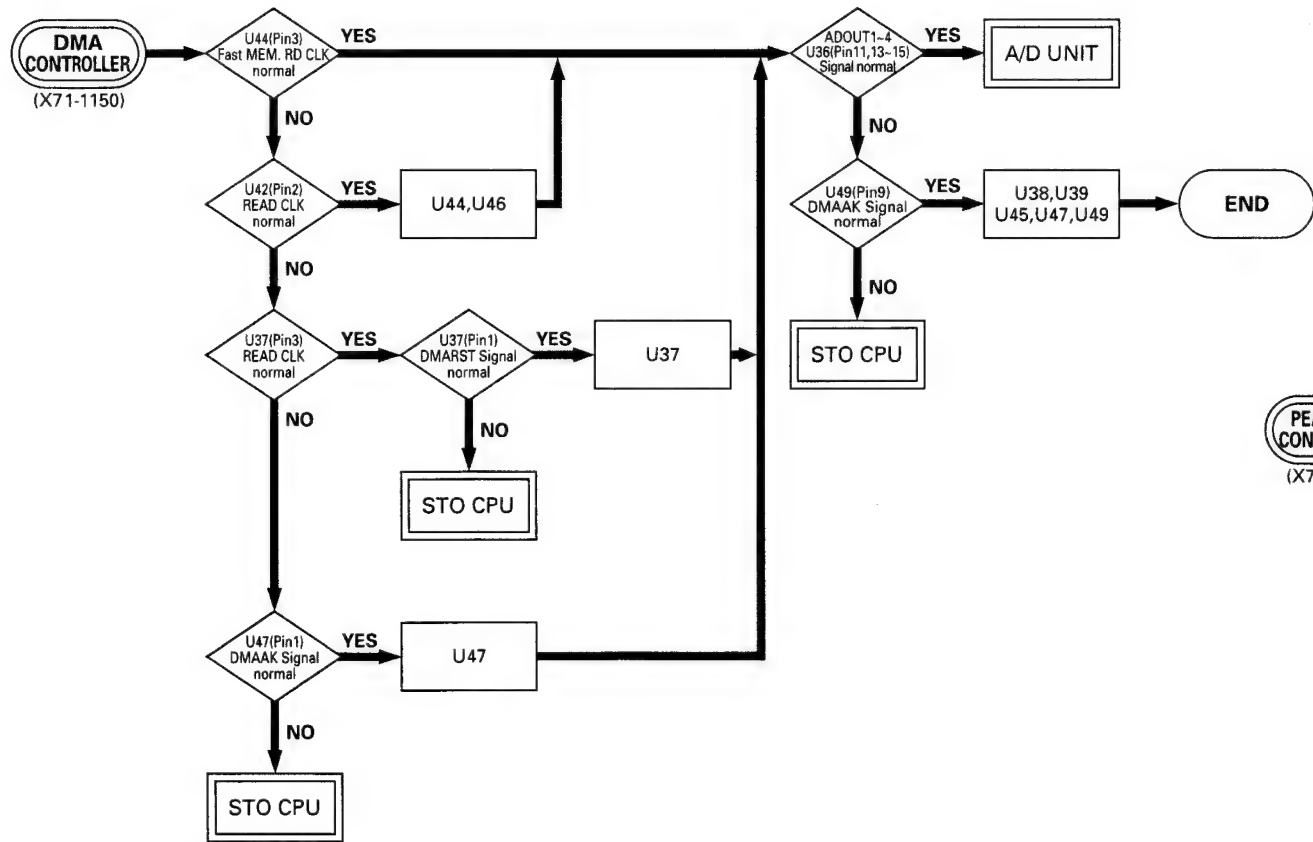 DMA
CONTROLLER
(X71-1150)
U44(Pin3)
Fast MEM. RD CLK
normal
YES
NO
ADOUT1~4
U36(Pin11,13~15)
Signal normal
YES
NO
A/D UNIT
U42(Pin2)
READ CLK
normal
YES
NO
U44,U46
U49(Pin9)
DMAAK Signal
normal
YES
NO
U38,U39
U45,U47,U49
END
U37(Pin3)
READ CLK
normal
YES
NO
U37(Pin1)
DMARST Signal
normal
YES
NO
U37
STO CPU
STO CPU
PEA
CON
(X7
U47(Pin1)
DMAAK Signal
normal
YES
NO
U47
STO CPU